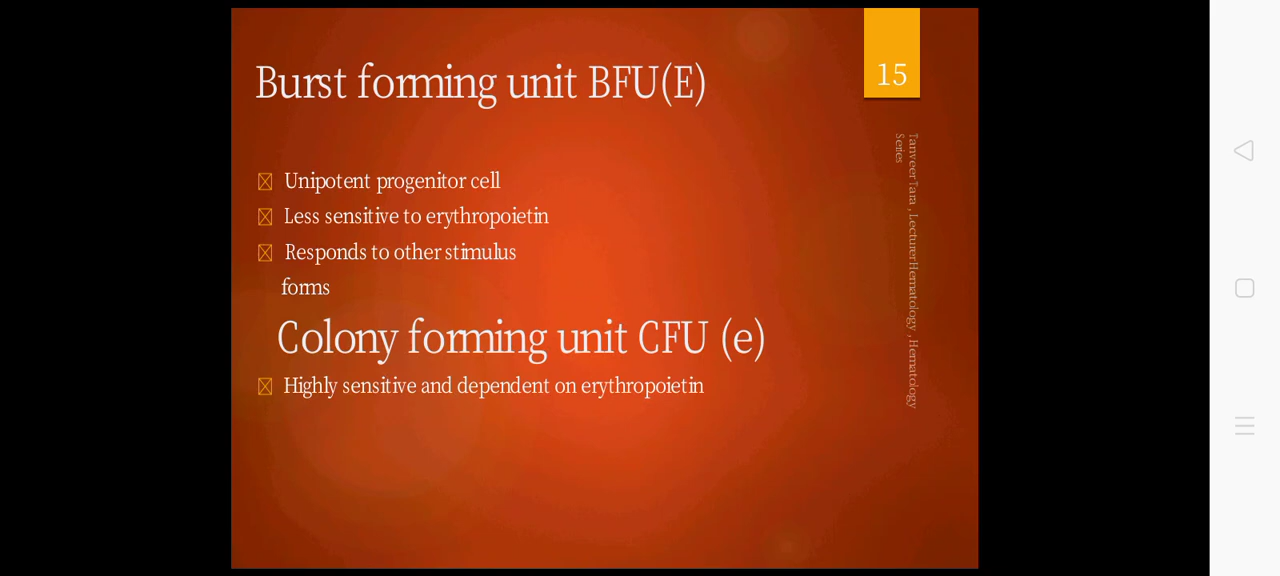 Burst forming unit BFU(E)
15
Unipotent progenitor cell
Less sensitive to erythropoietin
Responds to other stimulus
forms
Colony forming unit CFU (e)
Highly sensitive and dependent on erythropoietin
Tanveer Tara , Lecturer Hematology , Hematology
Series